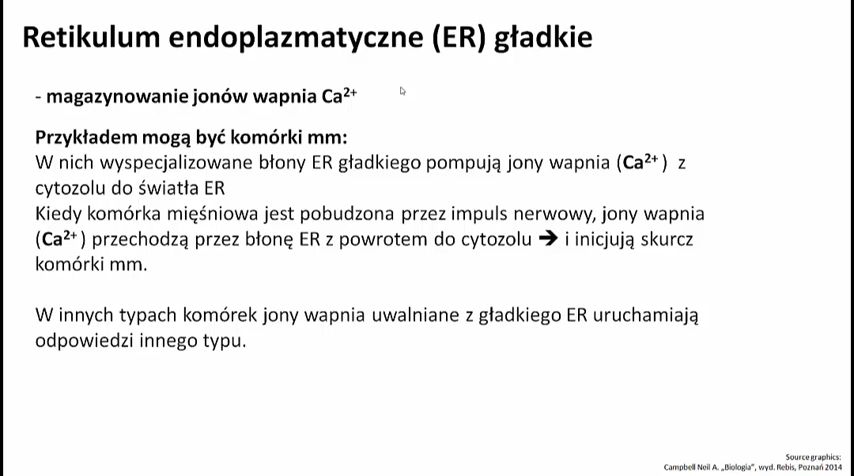 Retikulum endoplazmatyczne (ER) gładkie
- magazynowanie jonów wapnia Ca²⁺
Przykładem mogą być komórki mm:
W nich wyspecjalizowane błony ER gładkiego pompują jony wapnia (Ca²⁺ ) z
cytozolu do światła ER
Kiedy komórka mięśniowa jest pobudzona przez impuls nerwowy, jony wapnia
(Ca²⁺ ) przechodzą przez błonę ER z powrotem do cytozolu ➔ i inicjują skurcz
komórki mm.
W innych typach komórek jony wapnia uwalniane z gładkiego ER uruchamiają
odpowiedzi innego typu.
Source graphics:
Campbell Neil A. „Biologia", wyd. Rebis, Poznań 2014